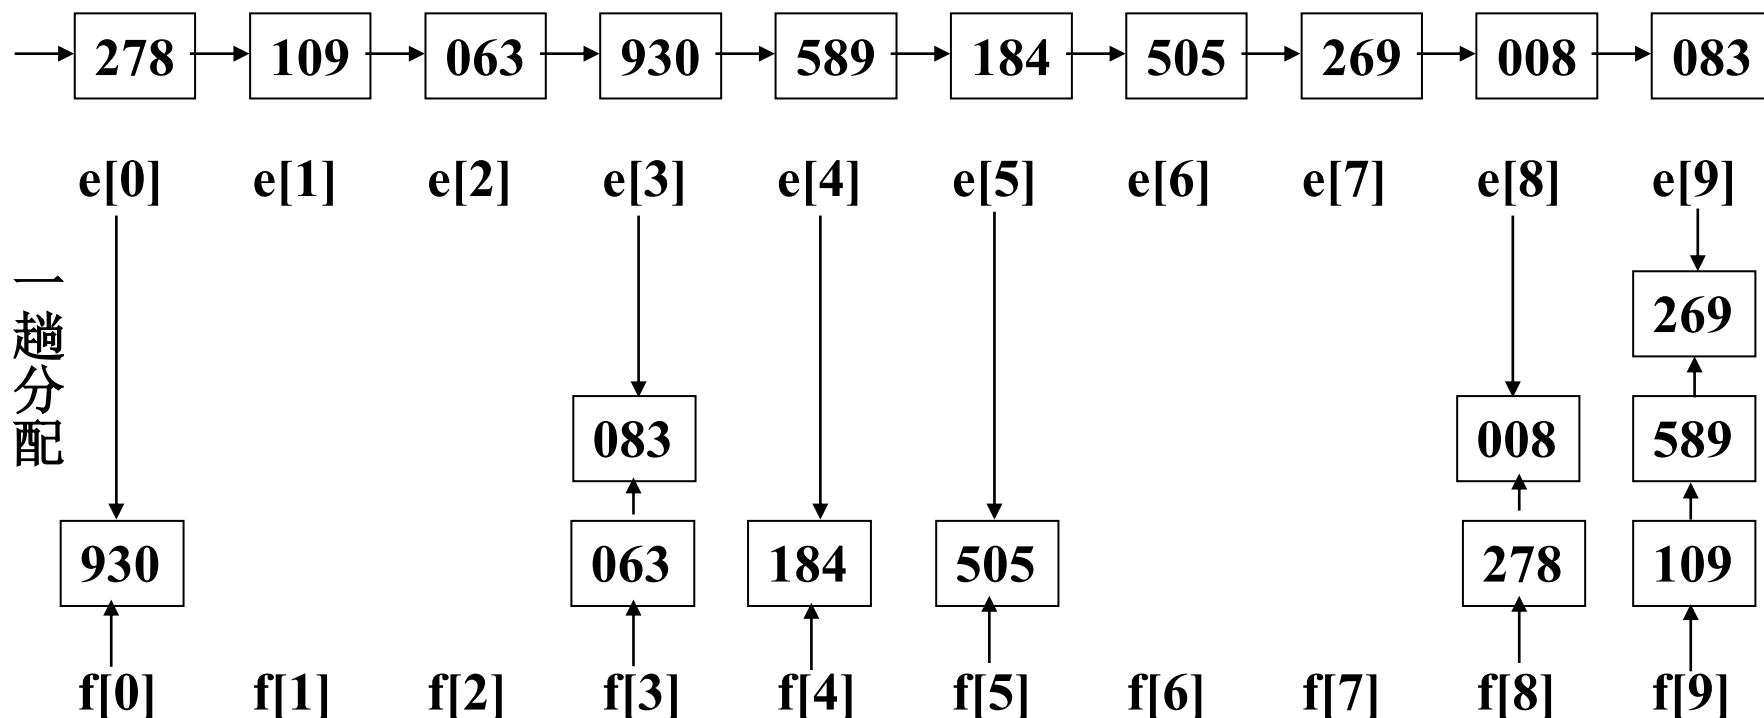 278 109 063 930 589 184 505 269 008 083
e[0] e[1] e[2] e[3] e[4] e[5] e[6] e[7] e[8] e[9]
一趟分配
269
083 008 589
930 063 184 505 278 109
f[0] f[1] f[2] f[3] f[4] f[5] f[6] f[7] f[8] f[9]